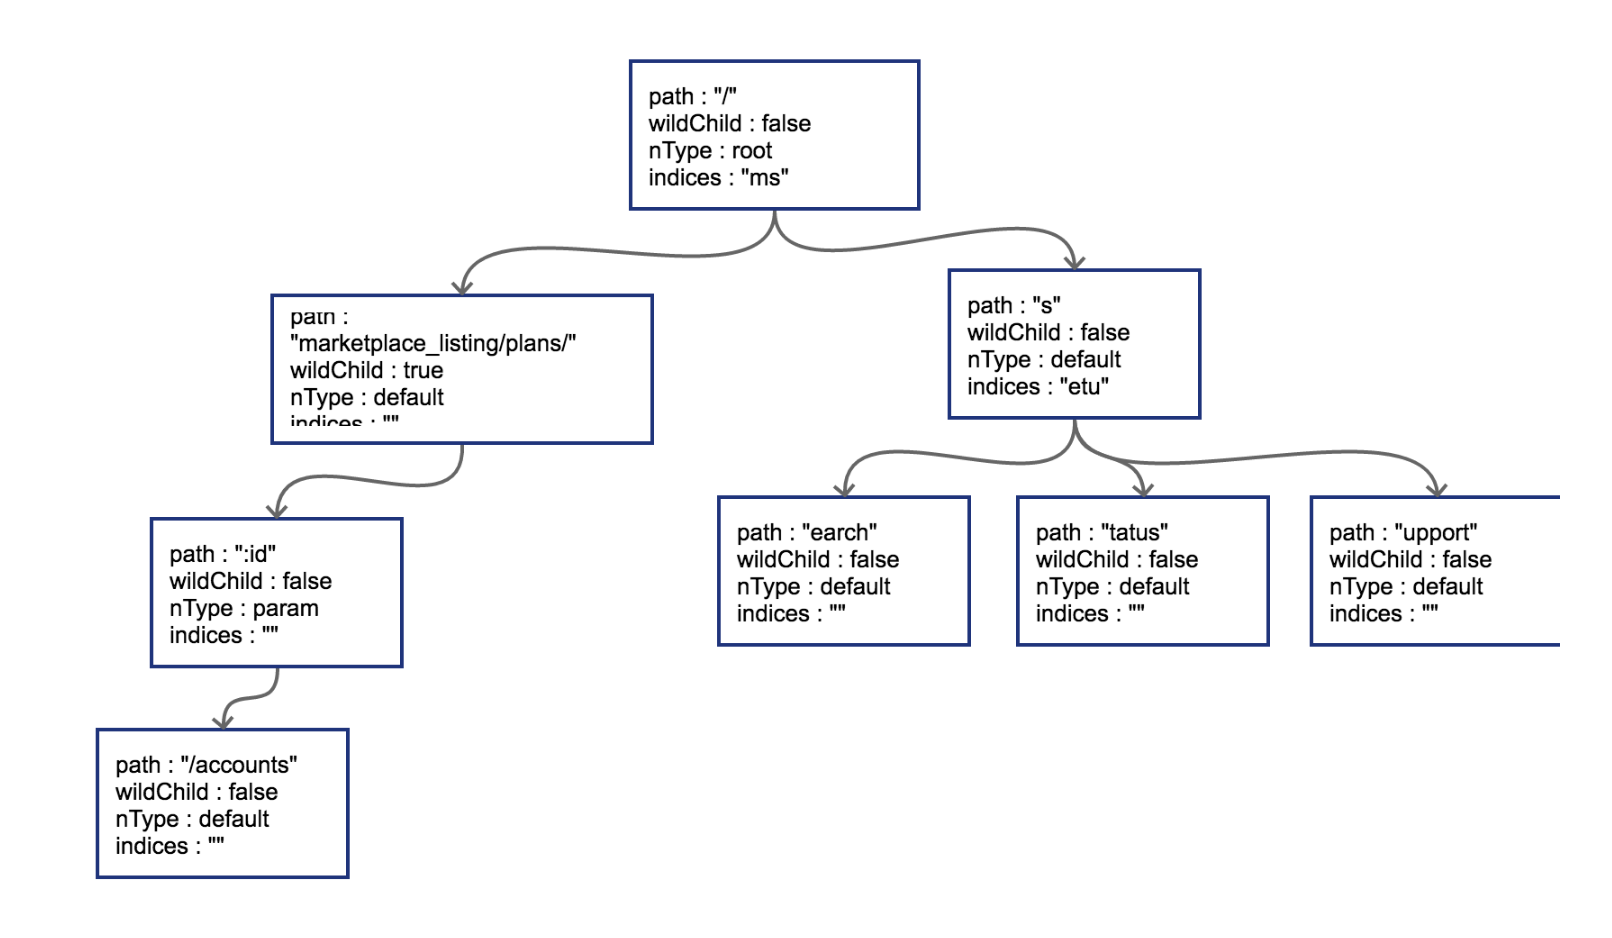 path : "/"
wildChild : false
nType : root
indices : "ms"
path :
"marketplace_listing/plans/"
wildChild : true
nType : default
indices : ""
path : "s"
wildChild : false
nType : default
indices : "etu"
path : ":id"
wildChild : false
nType : param
indices : ""
path : "earch"
wildChild : false
nType : default
indices : ""
path : "tatus"
wildChild : false
nType : default
indices : ""
path : "upport"
wildChild : false
nType : default
indices : ""
path : "/accounts"
wildChild : false
nType : default
indices : ""